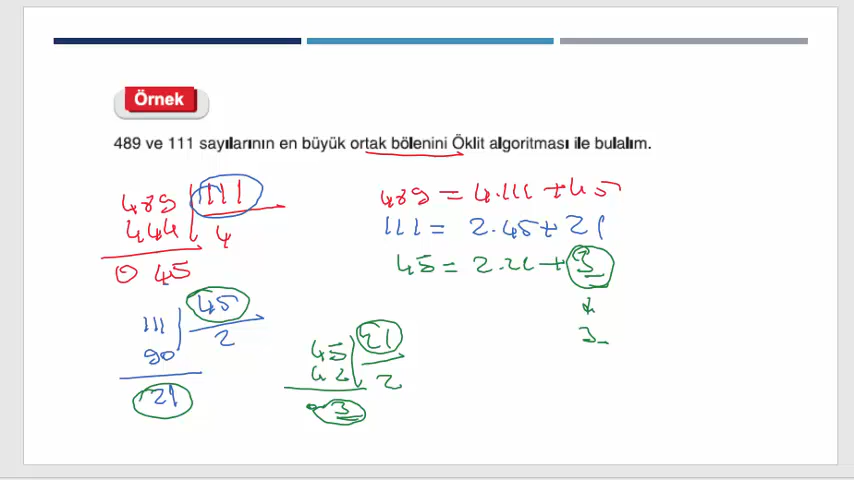 Örnek
489 ve 111 sayılarının en büyük ortak bölenini Öklit algoritması ile bulalım.
489 111
444 4
0 45
489 = 4.111 + 45
111 = 2.45 + 21
45 = 2.21 + 3
3
111 45
90 2
21
45 21
42 2
3